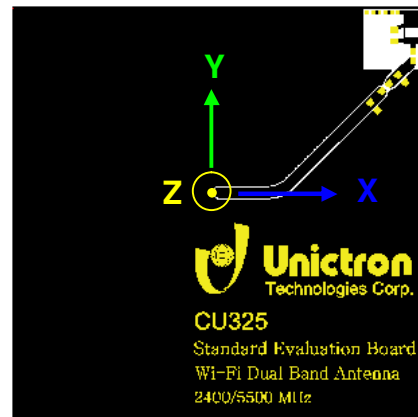 Y
Z X
Unictron
Technologies Corp.
CU325
Standard Evaluation Board
Wi-Fi Dual Band Antenna
2400/5500 MHz